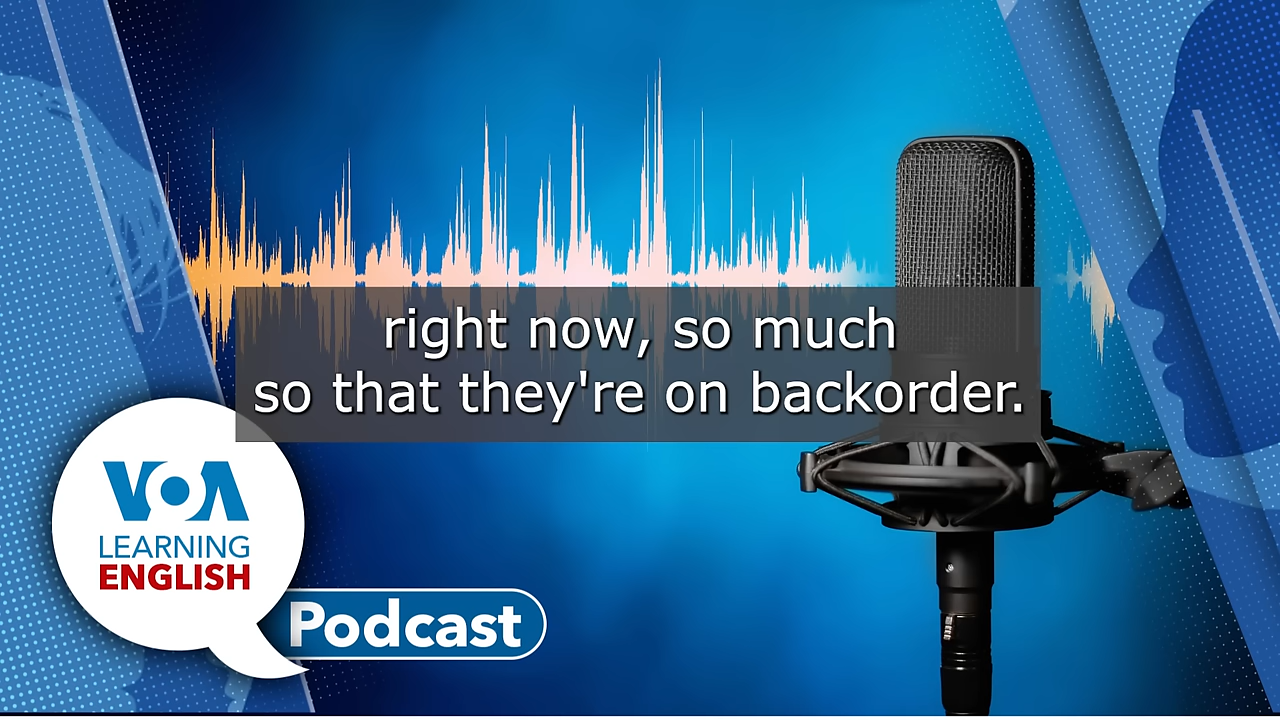 right now, so much
so that they're on backorder.
VOA
LEARNING
ENGLISH
Podcast